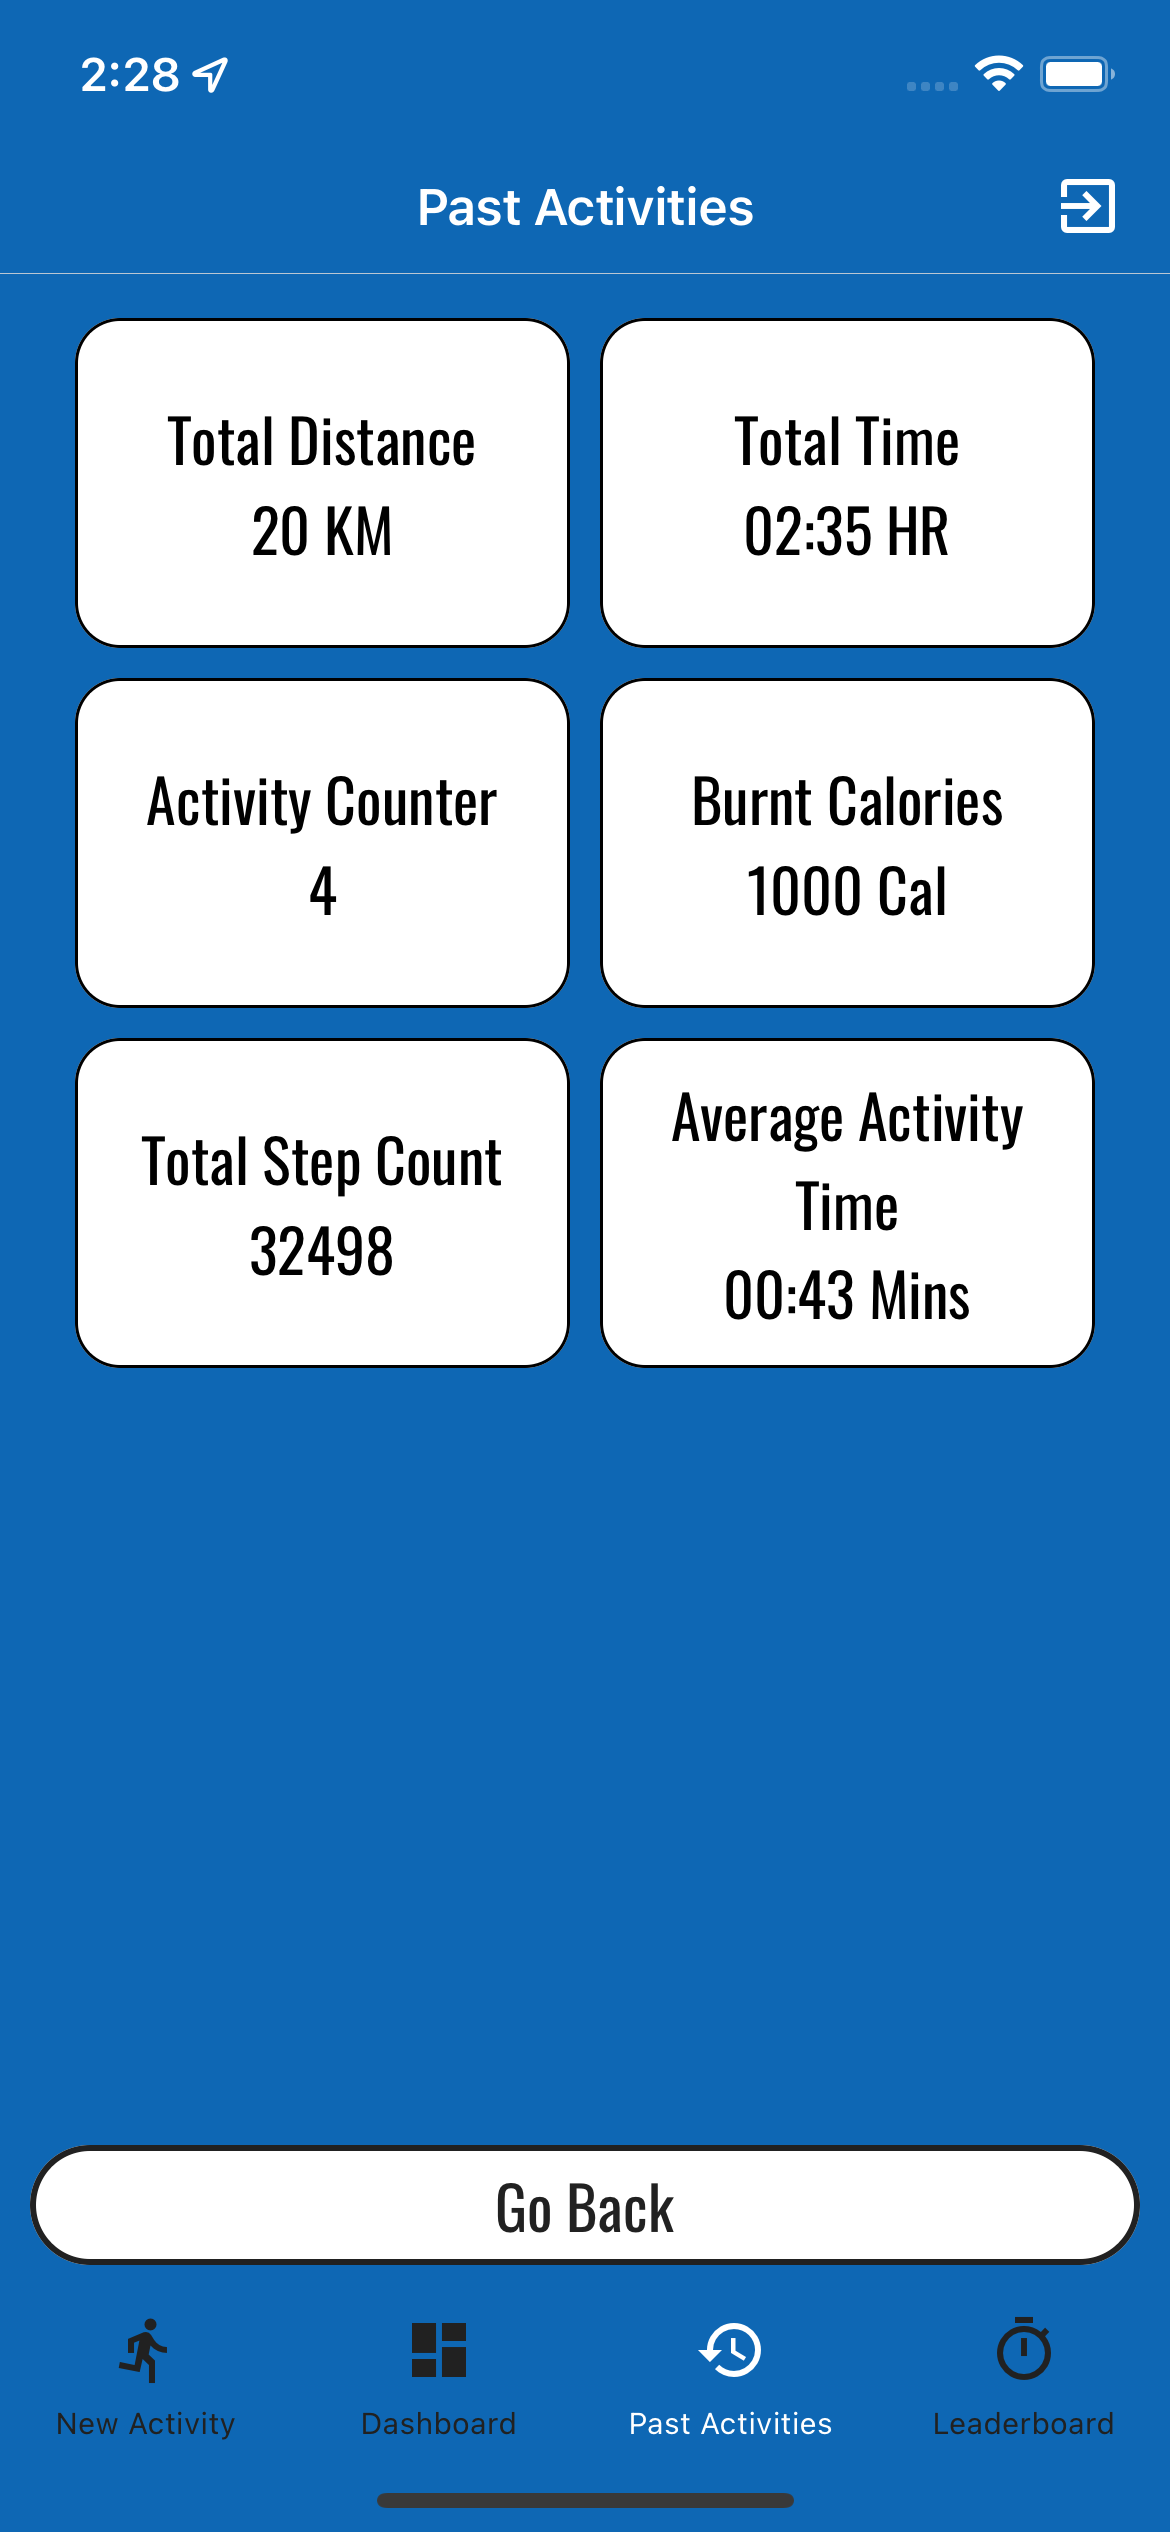 2:28
Past Activities
Total Distance
20 KM
Total Time
02:35 HR
Activity Counter
4
Burnt Calories
1000 Cal
Total Step Count
32498
Average Activity
Time
00:43 Mins
Go Back
New Activity
Dashboard
Past Activities
Leaderboard